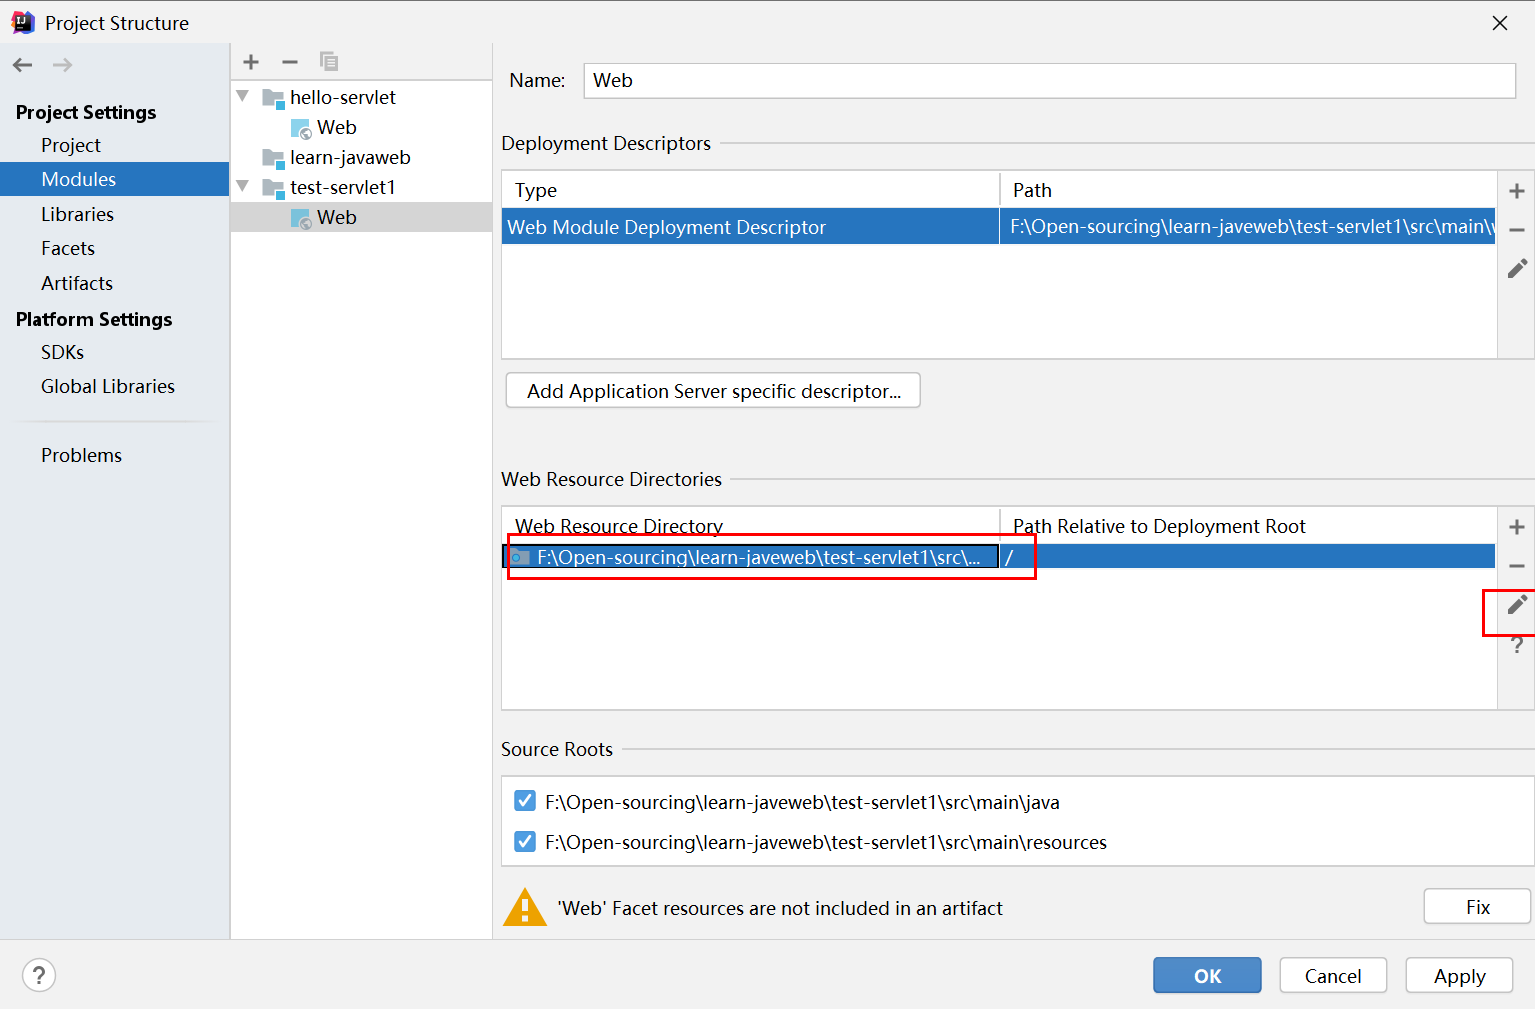 Project Structure
Project Settings
Project
Modules
Libraries
Facets
Artifacts
Platform Settings
SDKs
Global Libraries
Problems
hello-servlet
Web
learn-javaweb
test-servlet1
Web
Name: Web
Deployment Descriptors
Type Path
Web Module Deployment Descriptor F:\Open-sourcing\learn-javeweb\test-servlet1\src\main\w
Add Application Server specific descriptor...
Web Resource Directories
Web Resource Directory Path Relative to Deployment Root
F:\Open-sourcing\learn-javeweb\test-servlet1\src\... /
?
Source Roots
F:\Open-sourcing\learn-javeweb\test-servlet1\src\main\java
F:\Open-sourcing\learn-javeweb\test-servlet1\src\main\resources
'Web' Facet resources are not included in an artifact Fix
? OK Cancel Apply